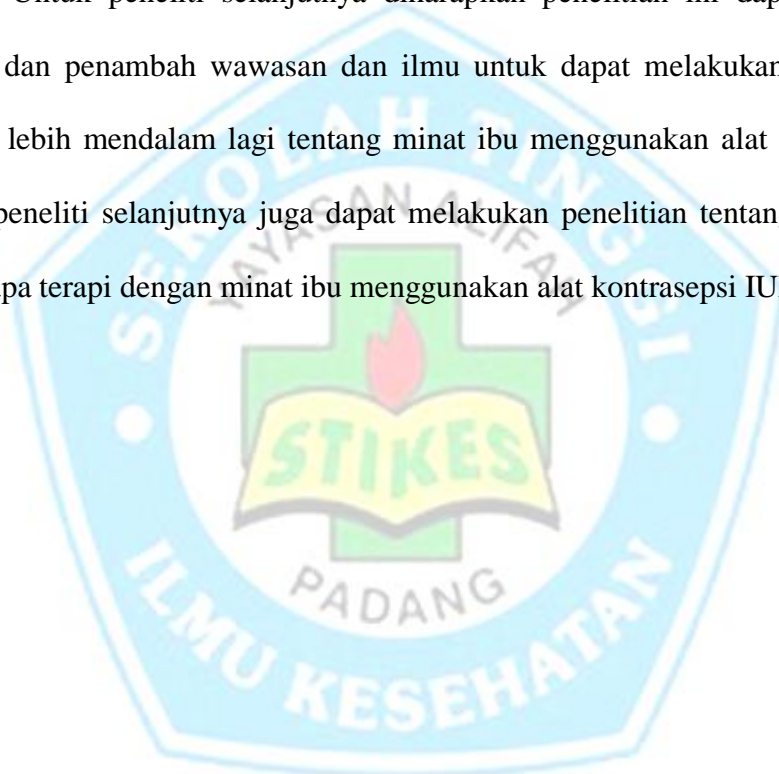 Untuk peneliti selanjutnya diharapkan penelitian ini
dan penambah wawasan dan ilmu untuk dapat melakukan
lebih mendalam lagi tentang minat ibu menggunakan alat
peneliti selanjutnya juga dapat melakukan penelitian tentang
terapi dengan minat ibu menggunakan alat kontrasepsi
SEKOLAH TINGGI
YAYASAN ALIFAH
STIKES
PADANG
ILMU KESEHATAN